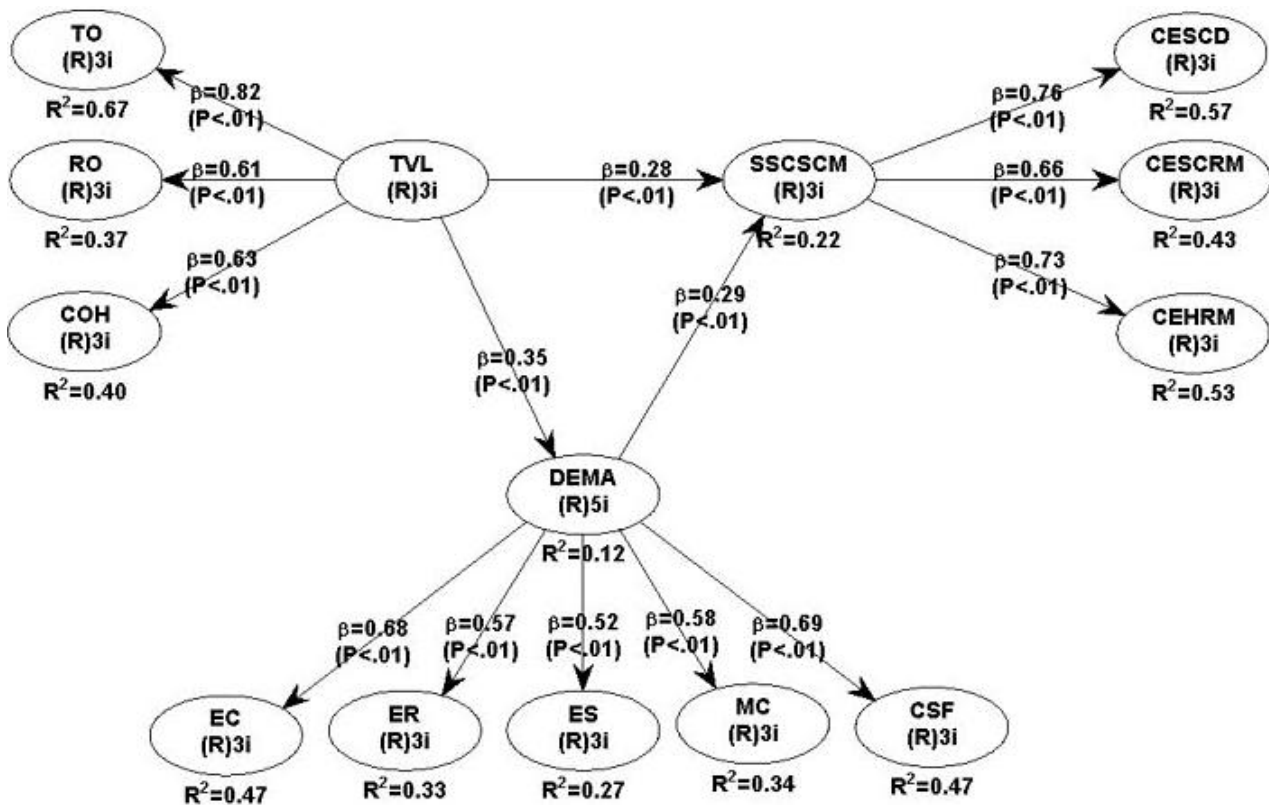 TO
(R)3i
R²=0.67
β=0.82
(P<.01)
RO
(R)3i
R²=0.37
β=0.61
(P<.01)
COH
(R)3i
R²=0.40
β=0.63
(P<.01)
TVL
(R)3i
β=0.28
(P<.01)
SSCSCM
(R)3i
R²=0.22
β=0.76
(P<.01)
CESCD
(R)3i
R²=0.57
β=0.66
(P<.01)
CESCRM
(R)3i
R²=0.43
β=0.73
(P<.01)
CEHRM
(R)3i
R²=0.53
β=0.35
(P<.01)
β=0.29
(P<.01)
DEMA
(R)5i
R²=0.12
β=0.68
(P<.01)
β=0.57
(P<.01)
β=0.52
(P<.01)
β=0.58
(P<.01)
β=0.69
(P<.01)
EC
(R)3i
R²=0.47
ER
(R)3i
R²=0.33
ES
(R)3i
R²=0.27
MC
(R)3i
R²=0.34
CSF
(R)3i
R²=0.47